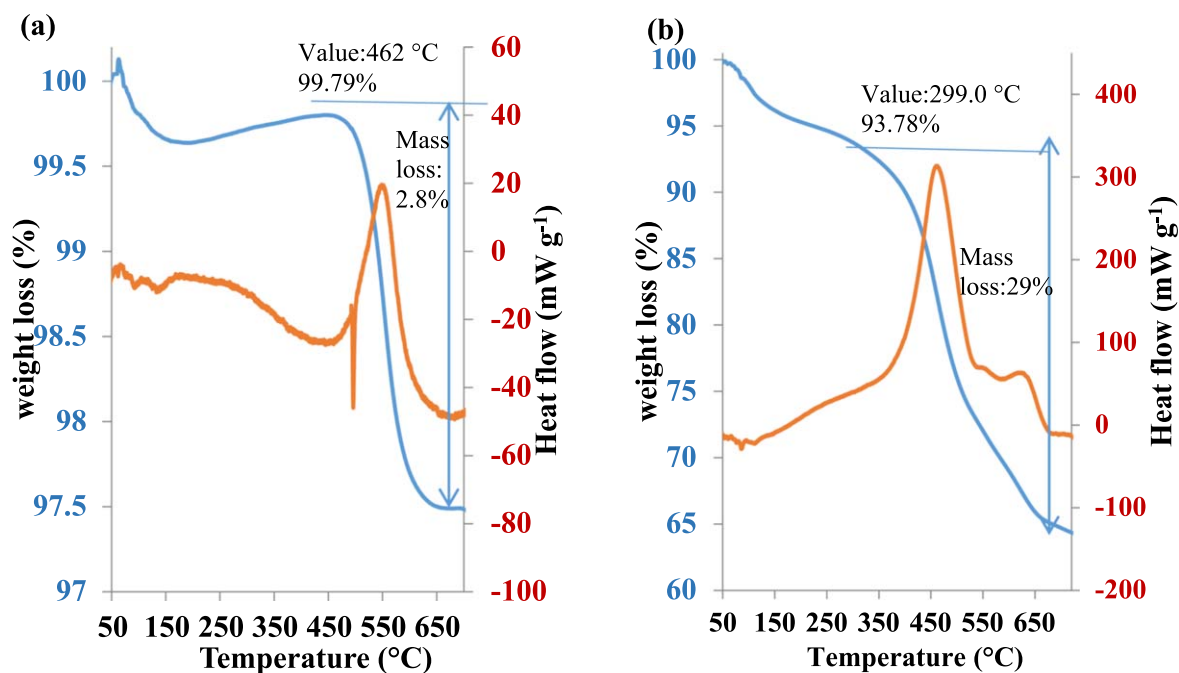 (a)
Value:462 °C
99.79%
Mass
loss:
2.8%
100
99.5
99
98.5
98
97.5
97
weight loss (%)
60
40
20
0
-20
-40
-60
-80
-100
Heat flow (mW g⁻¹)
50 150 250 350 450 550 650
Temperature (°C)
(b)
Value:299.0 °C
93.78%
Mass
loss:29%
100
95
90
85
80
75
70
65
60
weight loss (%)
400
300
200
100
0
-100
-200
Heat flow (mW g⁻¹)
50 150 250 350 450 550 650
Temperature (°C)